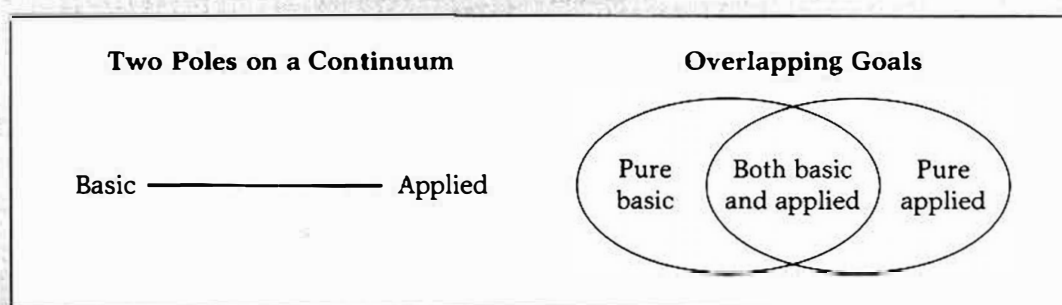 Two Poles on a Continuum
Overlapping Goals
Basic
Applied
Pure
basic
Both basic
and applied
Pure
applied